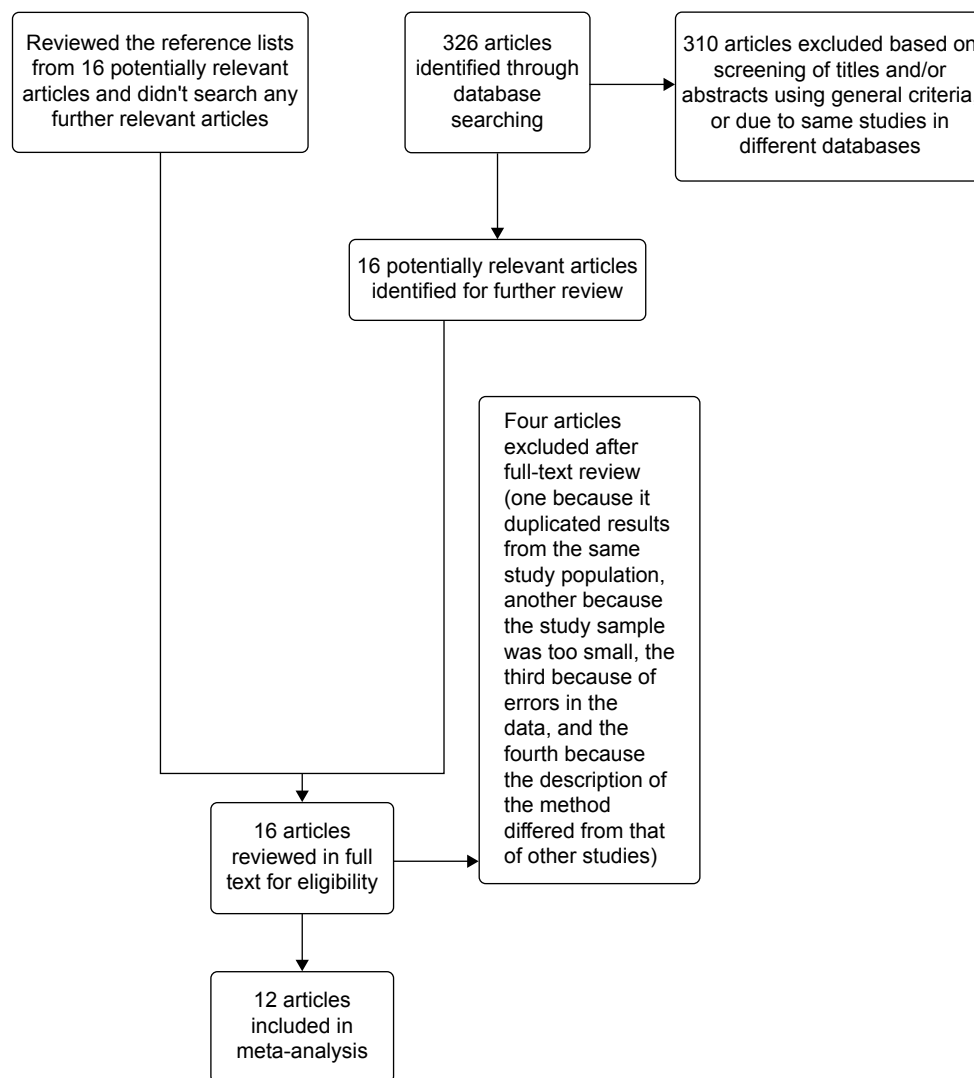 Reviewed the reference lists
from 16 potentially relevant
articles and didn't search any
further relevant articles
326 articles
identified through
database
searching
310 articles excluded based on
screening of titles and/or
abstracts using general criteria
or due to same studies in
different databases
16 potentially relevant articles
identified for further review
Four articles
excluded after
full-text review
(one because it
duplicated results
from the same
study population,
another because
the study sample
was too small, the
third because of
errors in the
data, and the
fourth because
the description of
the method
differed from that
of other studies)
16 articles
reviewed in full
text for eligibility
12 articles
included in
meta-analysis